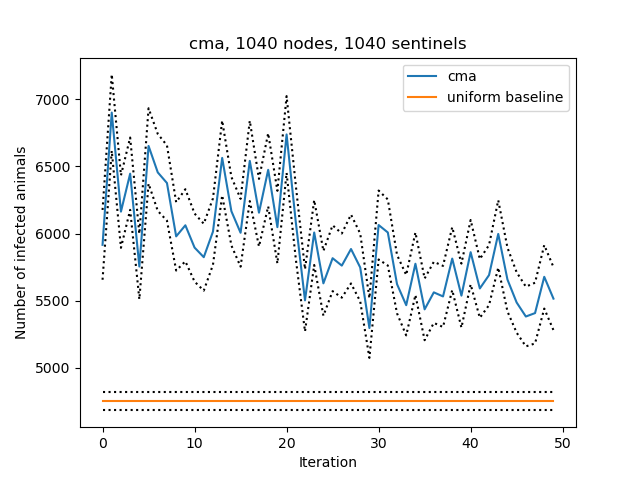 cma, 1040 nodes, 1040 sentinels
cma
uniform baseline
Number of infected animals
7000
6500
6000
5500
5000
0 10 20 30 40 50
Iteration